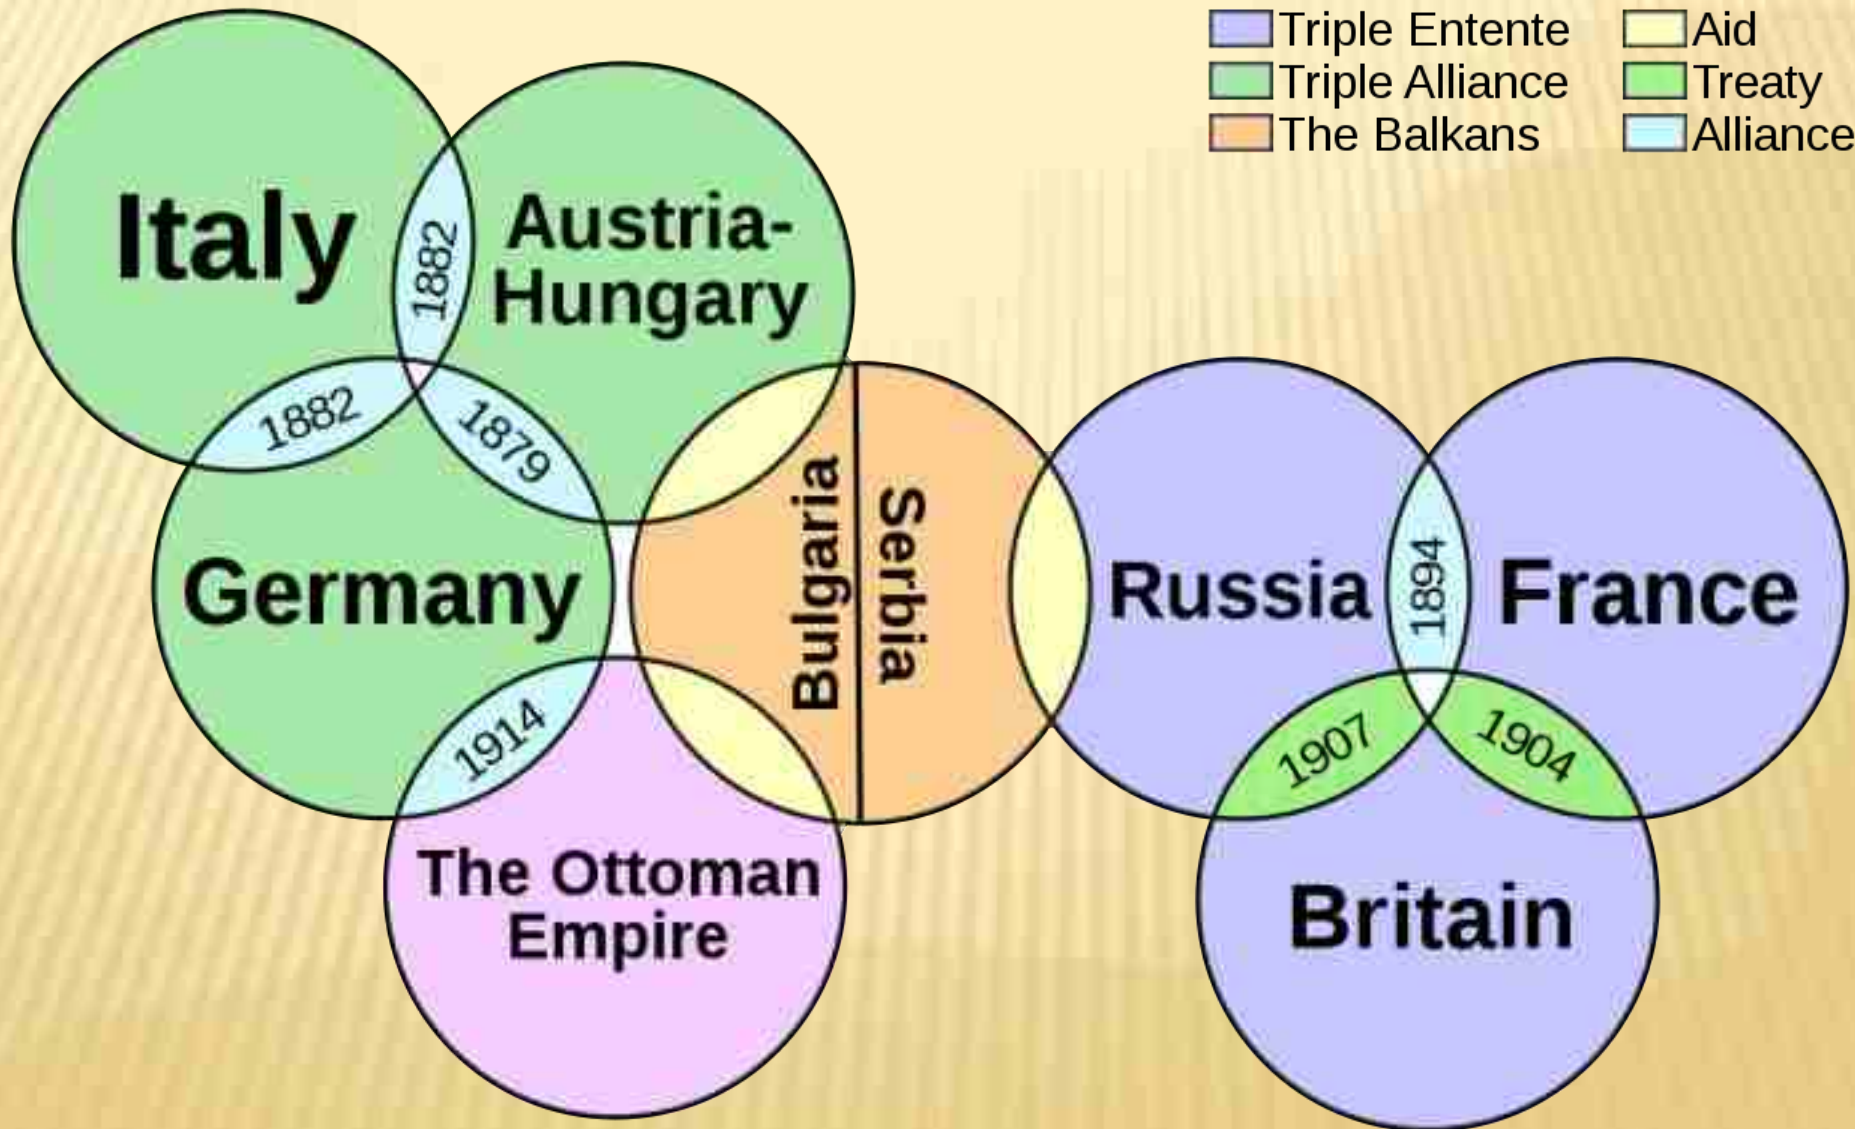 Triple Entente
Triple Alliance
The Balkans
Aid
Treaty
Alliance
Italy
1882
Austria-
Hungary
1882
1879
Germany
Bulgaria
Serbia
Russia
1894
France
1914
1907
1904
The Ottoman
Empire
Britain